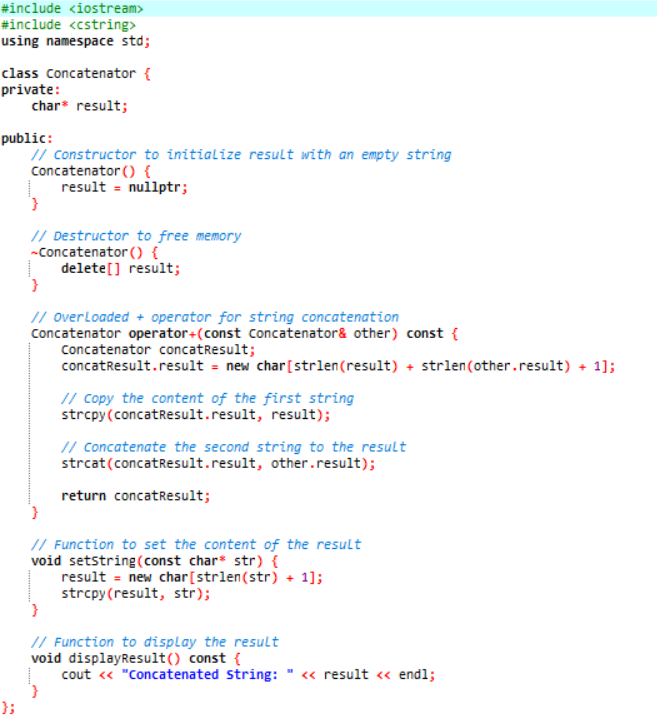 #include <iostream>
#include <cstring>
using namespace std;

class Concatenator {
private:
    char* result;

public:
    // Constructor to initialize result with an empty string
    Concatenator() {
        result = nullptr;
    }

    // Destructor to free memory
    ~Concatenator() {
        delete[] result;
    }

    // Overloaded + operator for string concatenation
    Concatenator operator+(const Concatenator& other) const {
        Concatenator concatResult;
        concatResult.result = new char[strlen(result) + strlen(other.result) + 1];

        // Copy the content of the first string
        strcpy(concatResult.result, result);

        // Concatenate the second string to the result
        strcat(concatResult.result, other.result);

        return concatResult;
    }

    // Function to set the content of the result
    void setString(const char* str) {
        result = new char[strlen(str) + 1];
        strcpy(result, str);
    }

    // Function to display the result
    void displayResult() const {
        cout << "Concatenated String: " << result << endl;
    }
};